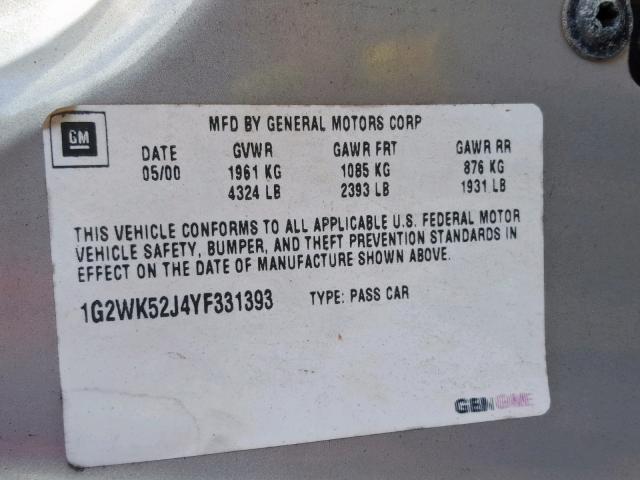 GM
MFD BY GENERAL MOTORS CORP
DATE GVWR GAWR FRT GAWR RR
05/00 1961 KG 1085 KG 876 KG
4324 LB 2393 LB 1931 LB
THIS VEHICLE CONFORMS TO ALL APPLICABLE U.S. FEDERAL MOTOR
VEHICLE SAFETY, BUMPER, AND THEFT PREVENTION STANDARDS IN
EFFECT ON THE DATE OF MANUFACTURE SHOWN ABOVE.
1G2WK52J4YF331393 TYPE: PASS CAR